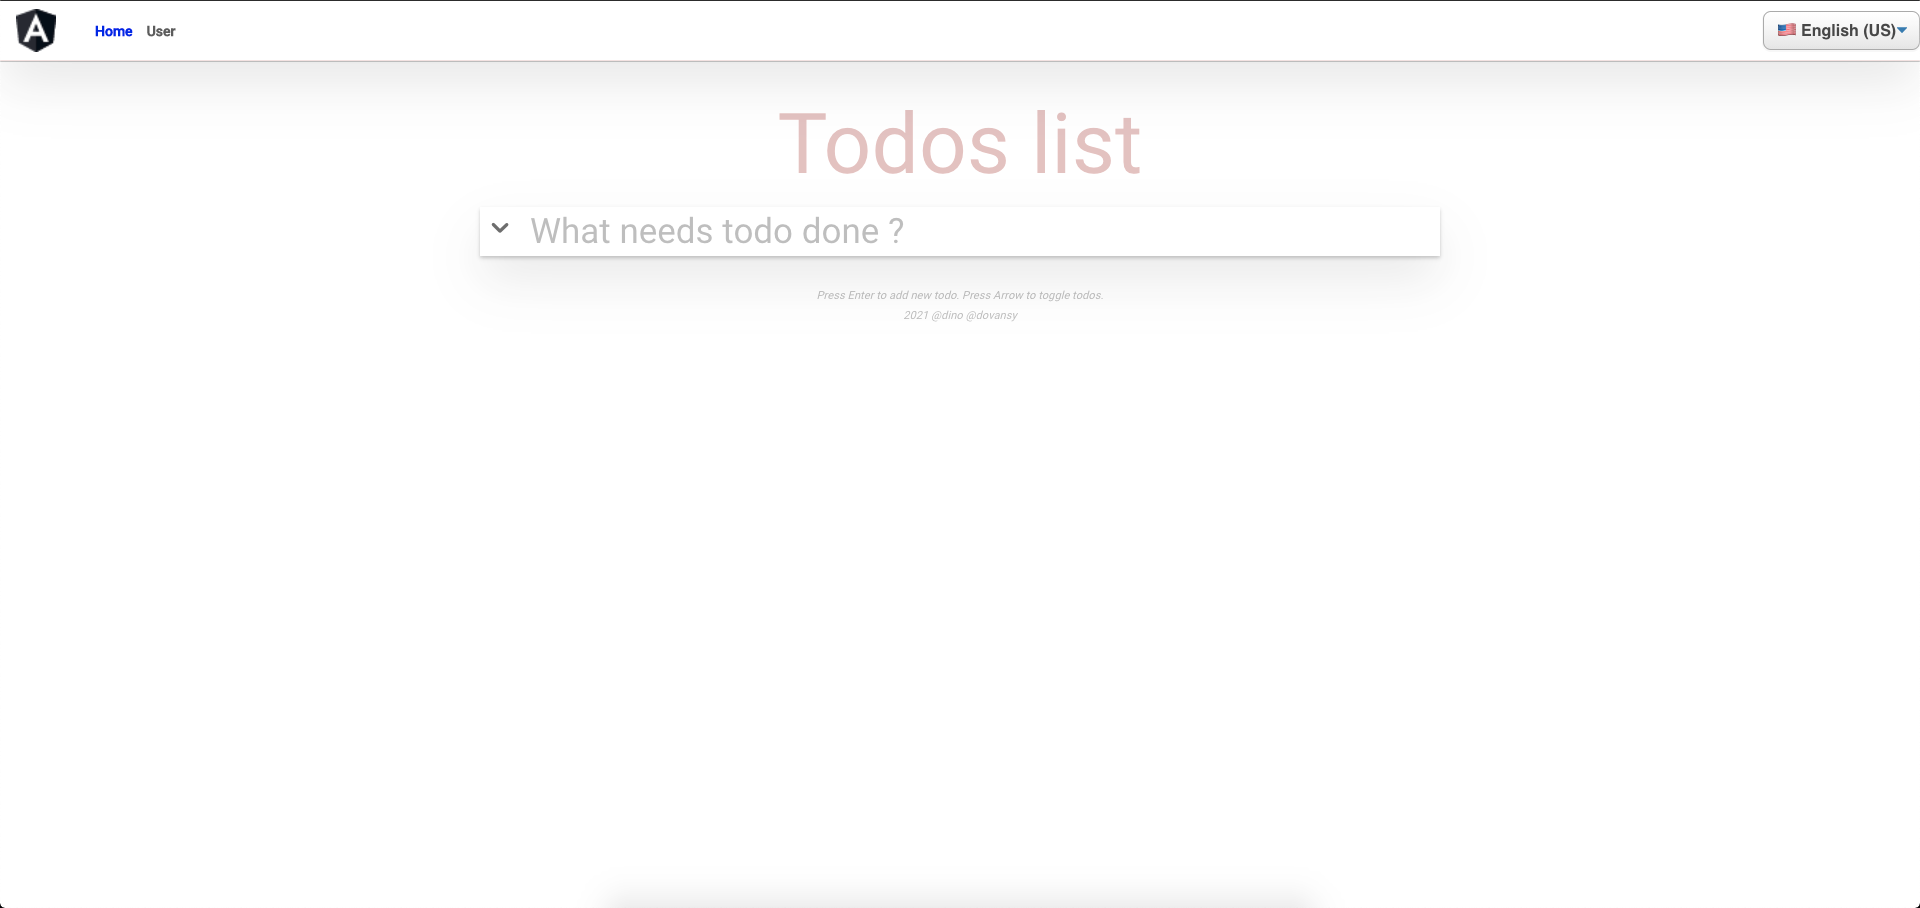 Home User
English (US)
Todos list
What needs todo done ?
Press Enter to add new todo. Press Arrow to toggle todos.
2021 @dino @dovansy